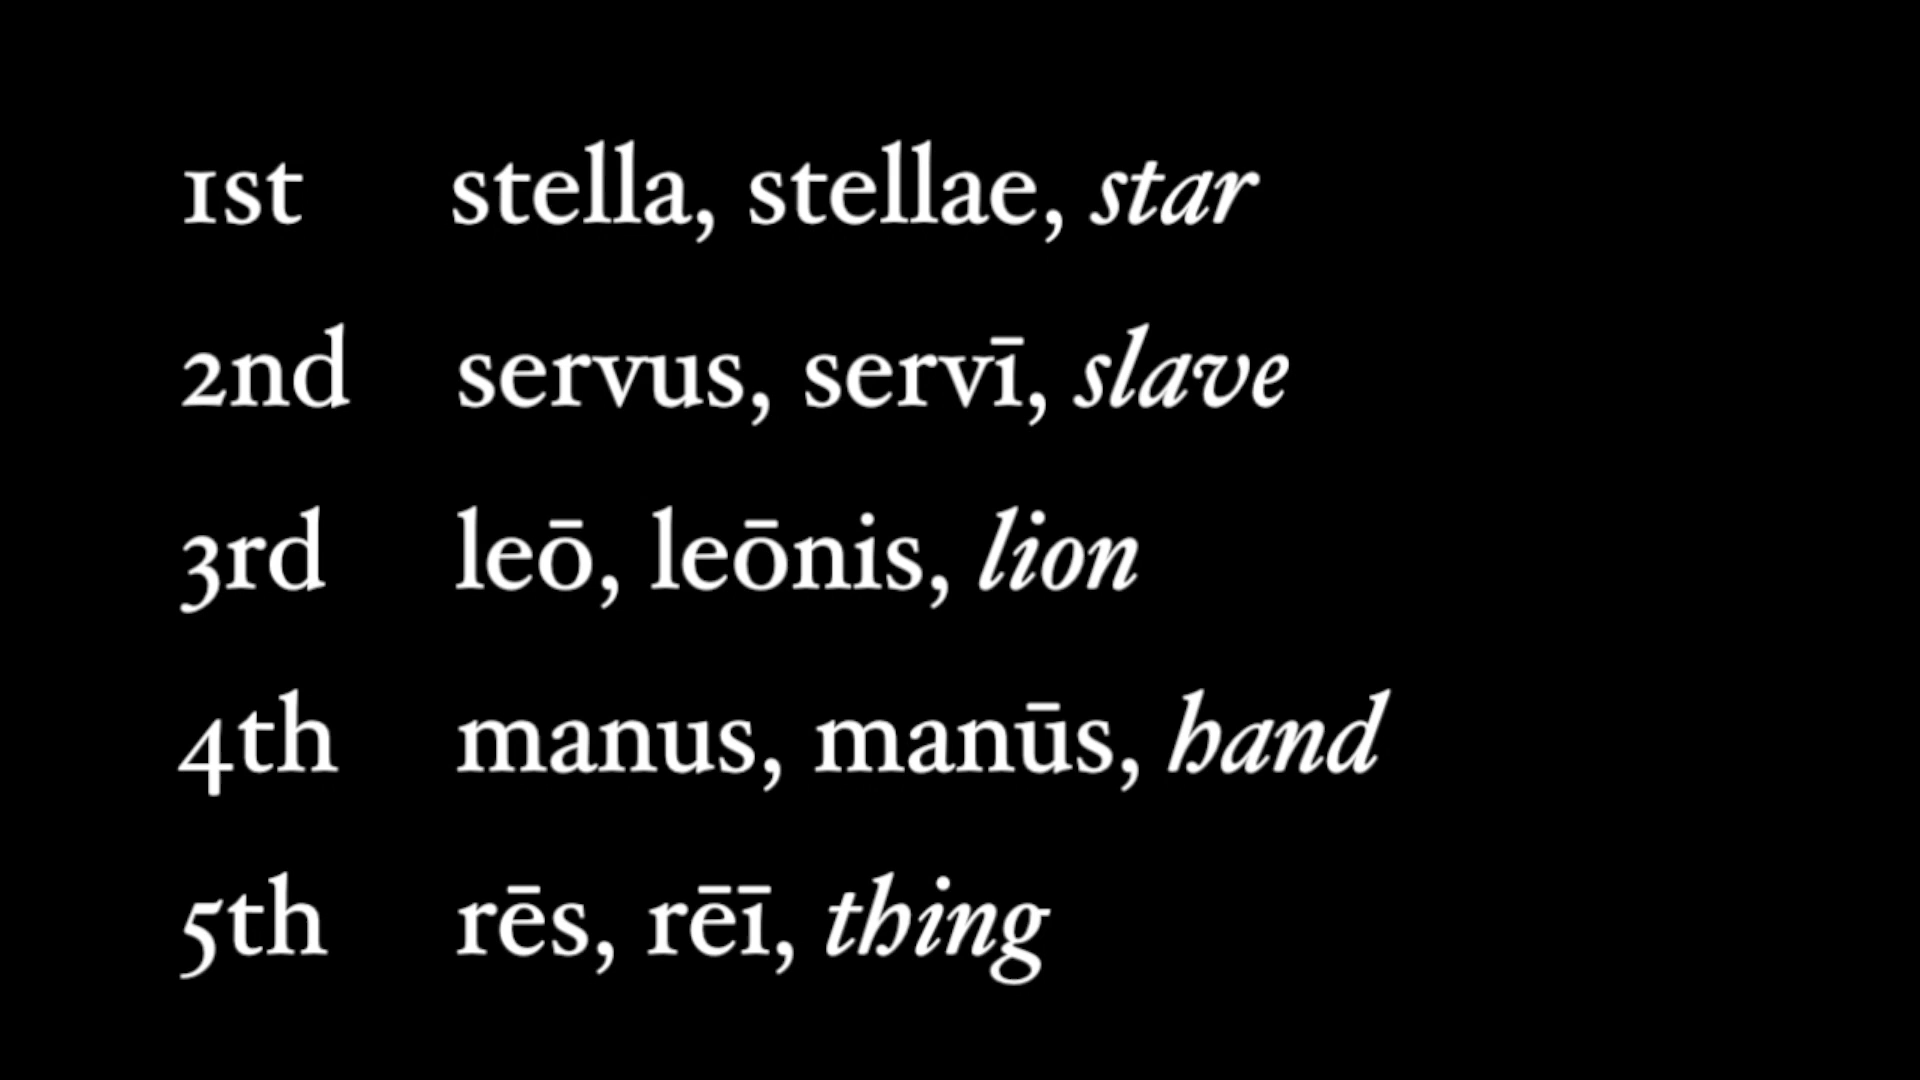 1st stella, stellae, star
2nd servus, servī, slave
3rd leō, leōnis, lion
4th manus, manūs, hand
5th rēs, rēī, thing